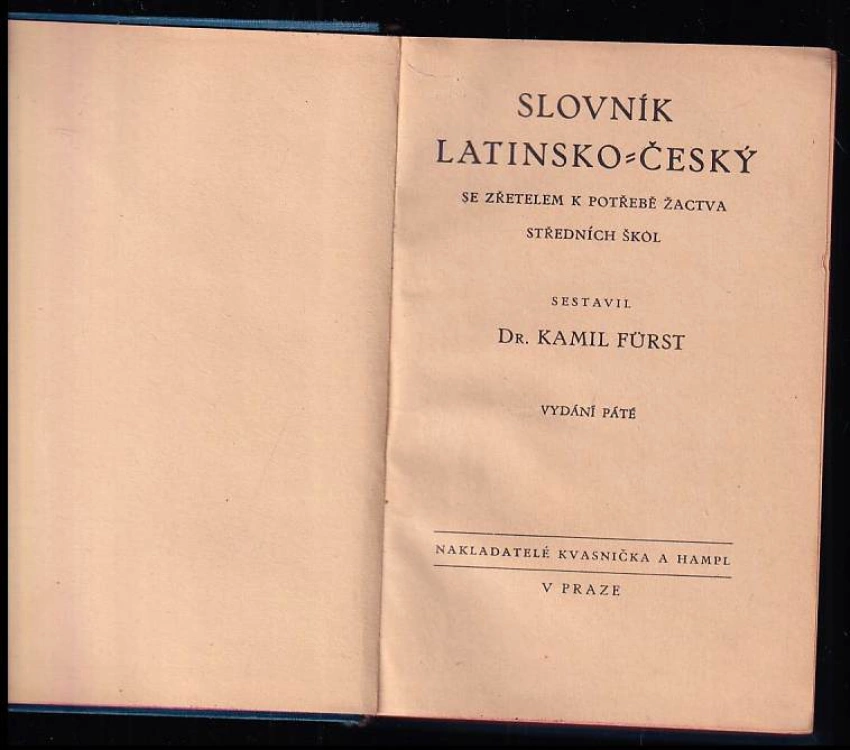 SLOVNÍK
LATINSKO=ČESKÝ
SE ZŘETELEM K POTŘEBĚ ŽACTVA
STŘEDNÍCH ŠKOL
SESTAVIL
DR. KAMIL FÜRST
VYDÁNÍ PÁTÉ
NAKLADATELÉ KVASNIČKA A HAMPL
V PRAZE